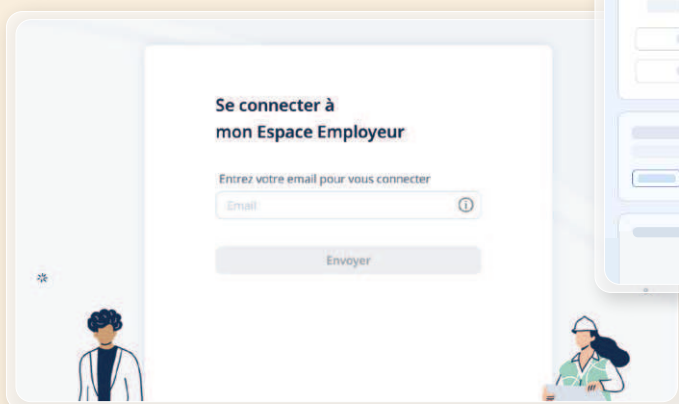 Se connecter à
mon Espace Employeur
Entrez votre email pour vous connecter
Email
Envoyer